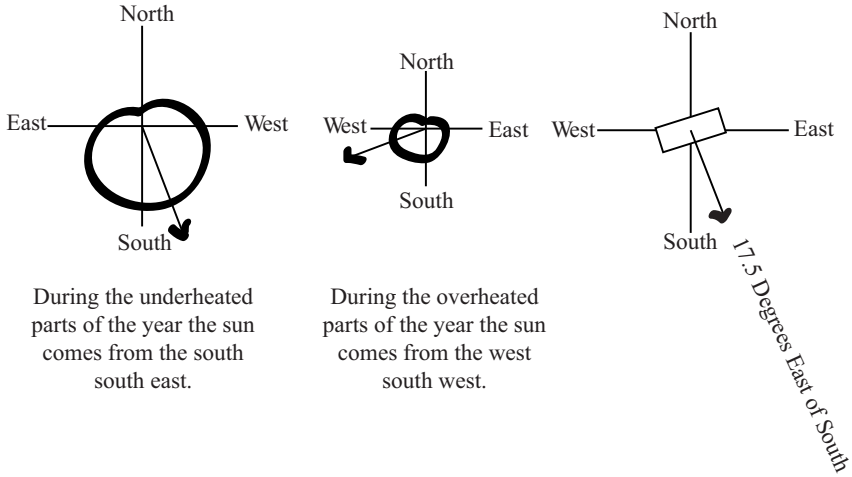 North
East
West
South
During the underheated
parts of the year the sun
comes from the south
south east.
North
West
East
South
During the overheated
parts of the year the sun
comes from the west
south west.
North
West
East
South
17.5 Degrees East of South